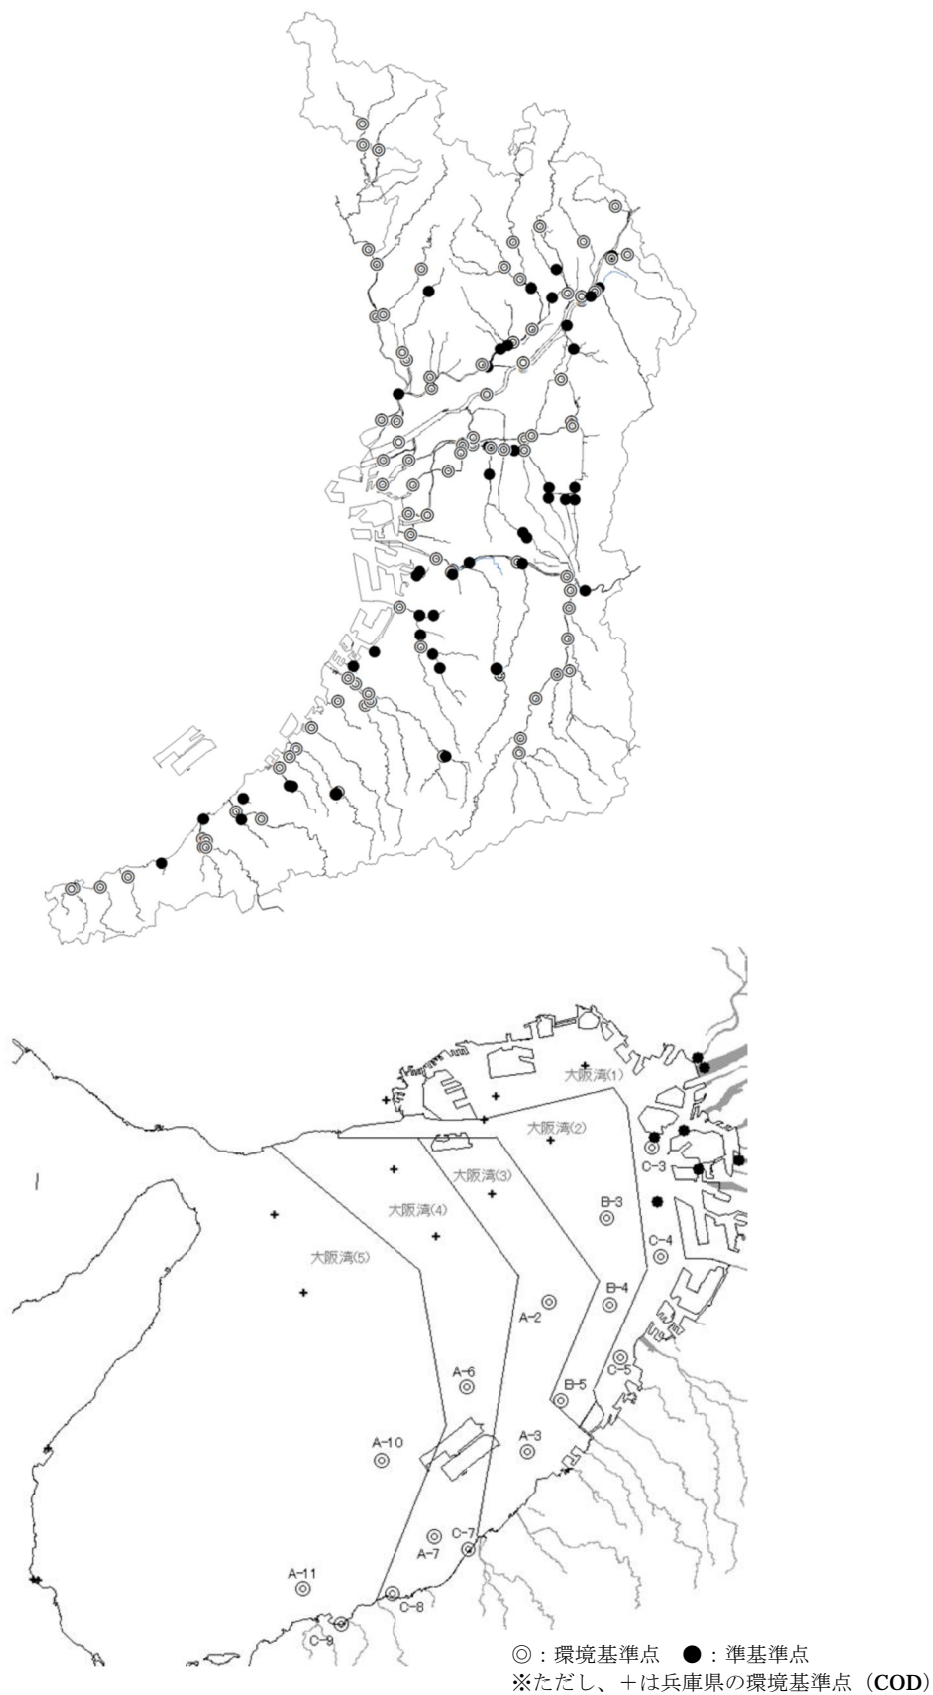 大阪湾(1)
大阪湾(2)
C-3
大阪湾(3)
大阪湾(4)
B-3
C-4
大阪湾(5)
B-4
A-2
C-5
A-6
B-5
A-10
A-3
C-7
A-7
A-11
C-8
C-9
◎：環境基準点　●：準基準点
※ただし、＋は兵庫県の環境基準点（COD）